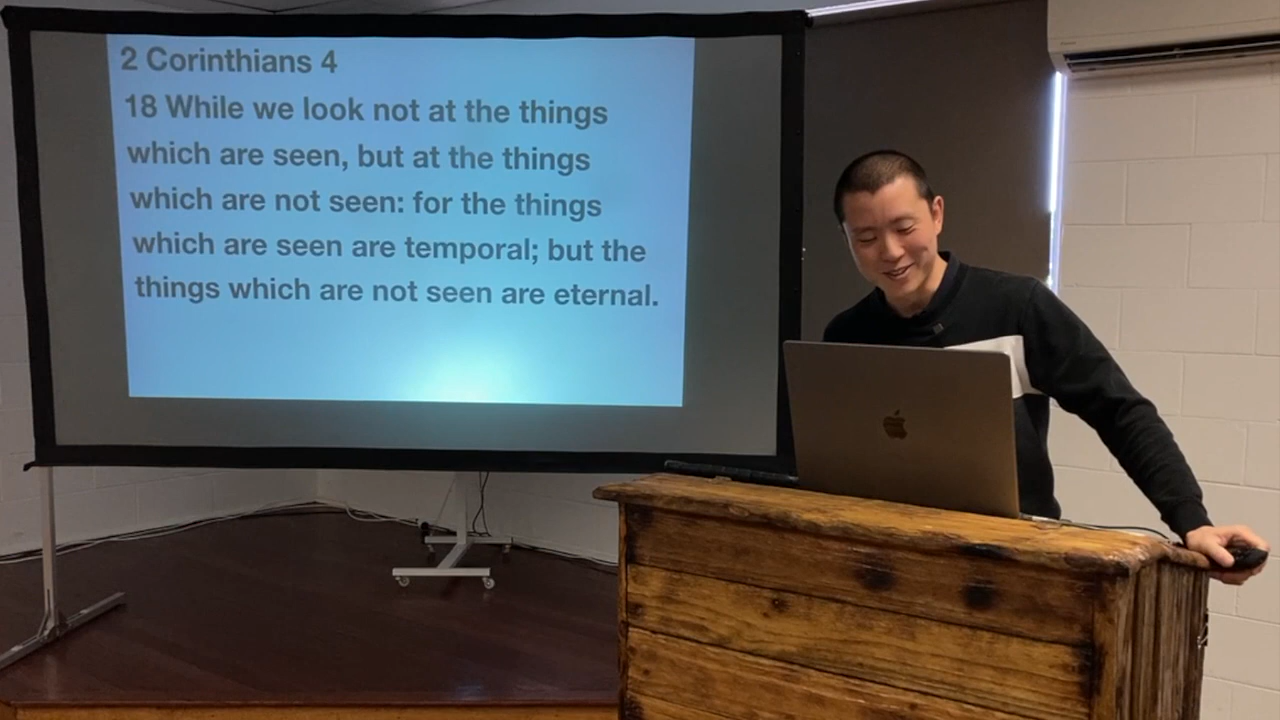 2 Corinthians 4
18 While we look not at the things
which are seen, but at the things
which are not seen: for the things
which are seen are temporal; but the
things which are not seen are eternal.